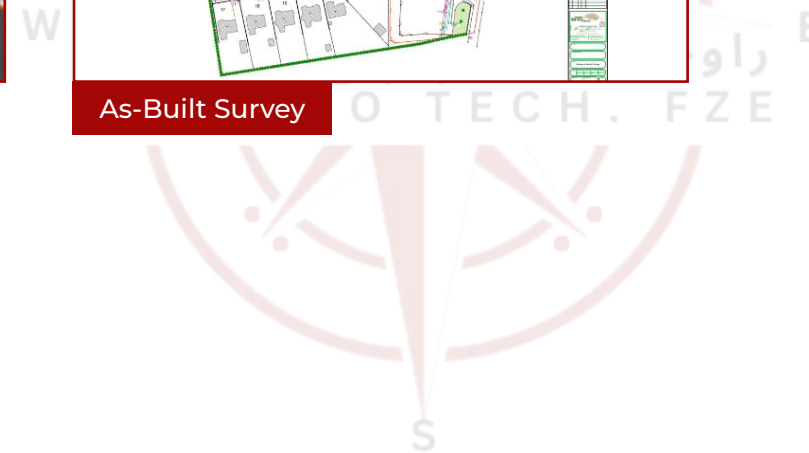 W
E
راو
As-Built Survey
O TECH. FZE
S